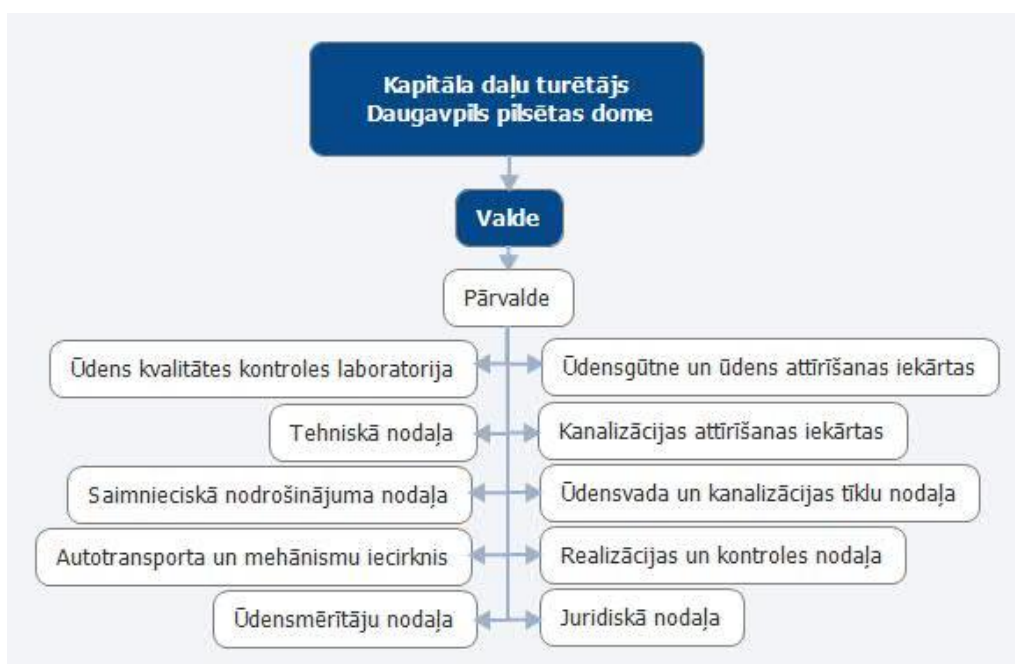 Kapitāla daļu turētājs
Daugavpils pilsētas dome
Valde
Pārvalde
Ūdens kvalitātes kontroles laboratorija
Ūdensgūtne un ūdens attīrīšanas iekārtas
Tehniskā nodaļa
Kanalizācijas attīrīšanas iekārtas
Saimnieciskā nodrošinājuma nodaļa
Ūdensvada un kanalizācijas tīklu nodaļa
Autotransporta un mehānismu iecirknis
Realizācijas un kontroles nodaļa
Ūdensmērītāju nodaļa
Juridiskā nodaļa